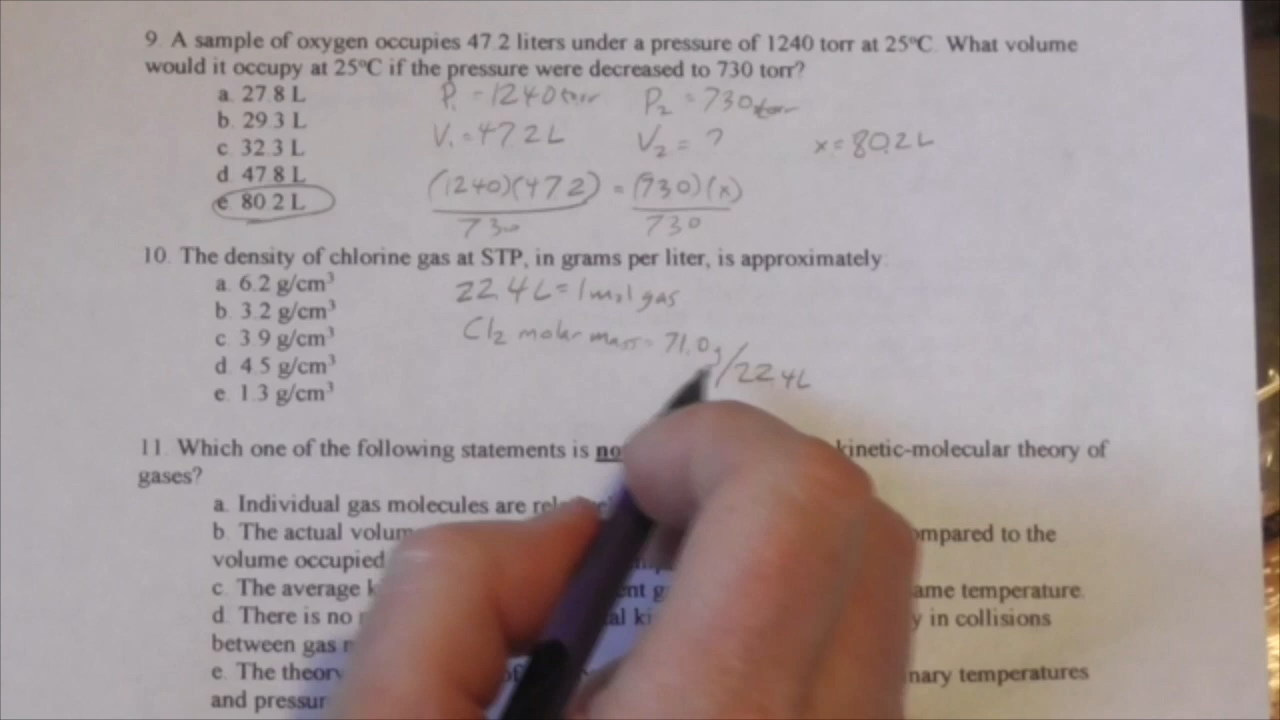 9. A sample of oxygen occupies 47.2 liters under a pressure of 1240 torr at 25°C. What volume
would it occupy at 25°C if the pressure were decreased to 730 torr?
a. 27.8 L
b. 29.3 L
c. 32.3 L
d. 47.8 L
e. 80.2 L
P₁ = 1240 torr P₂ = 730 torr
V₁ = 47.2 L V₂ = ? x = 80.2 L
(1240)(47.2) = (730)(x)
730 730
10. The density of chlorine gas at STP, in grams per liter, is approximately
a. 6.2 g/cm³
b. 3.2 g/cm³
c. 3.9 g/cm³
d. 4.5 g/cm³
e. 1.3 g/cm³
22.4 L = 1 mol gas
Cl₂ molar mass = 71.0 g/22.4 L
11. Which one of the following statements is kinetic-molecular theory of
gases?
a. Individual gas molecules are
b. The actual compared to the
volume occupied
c. The average same temperature.
d. There is no in collisions
between gas
e. The temperatures
and